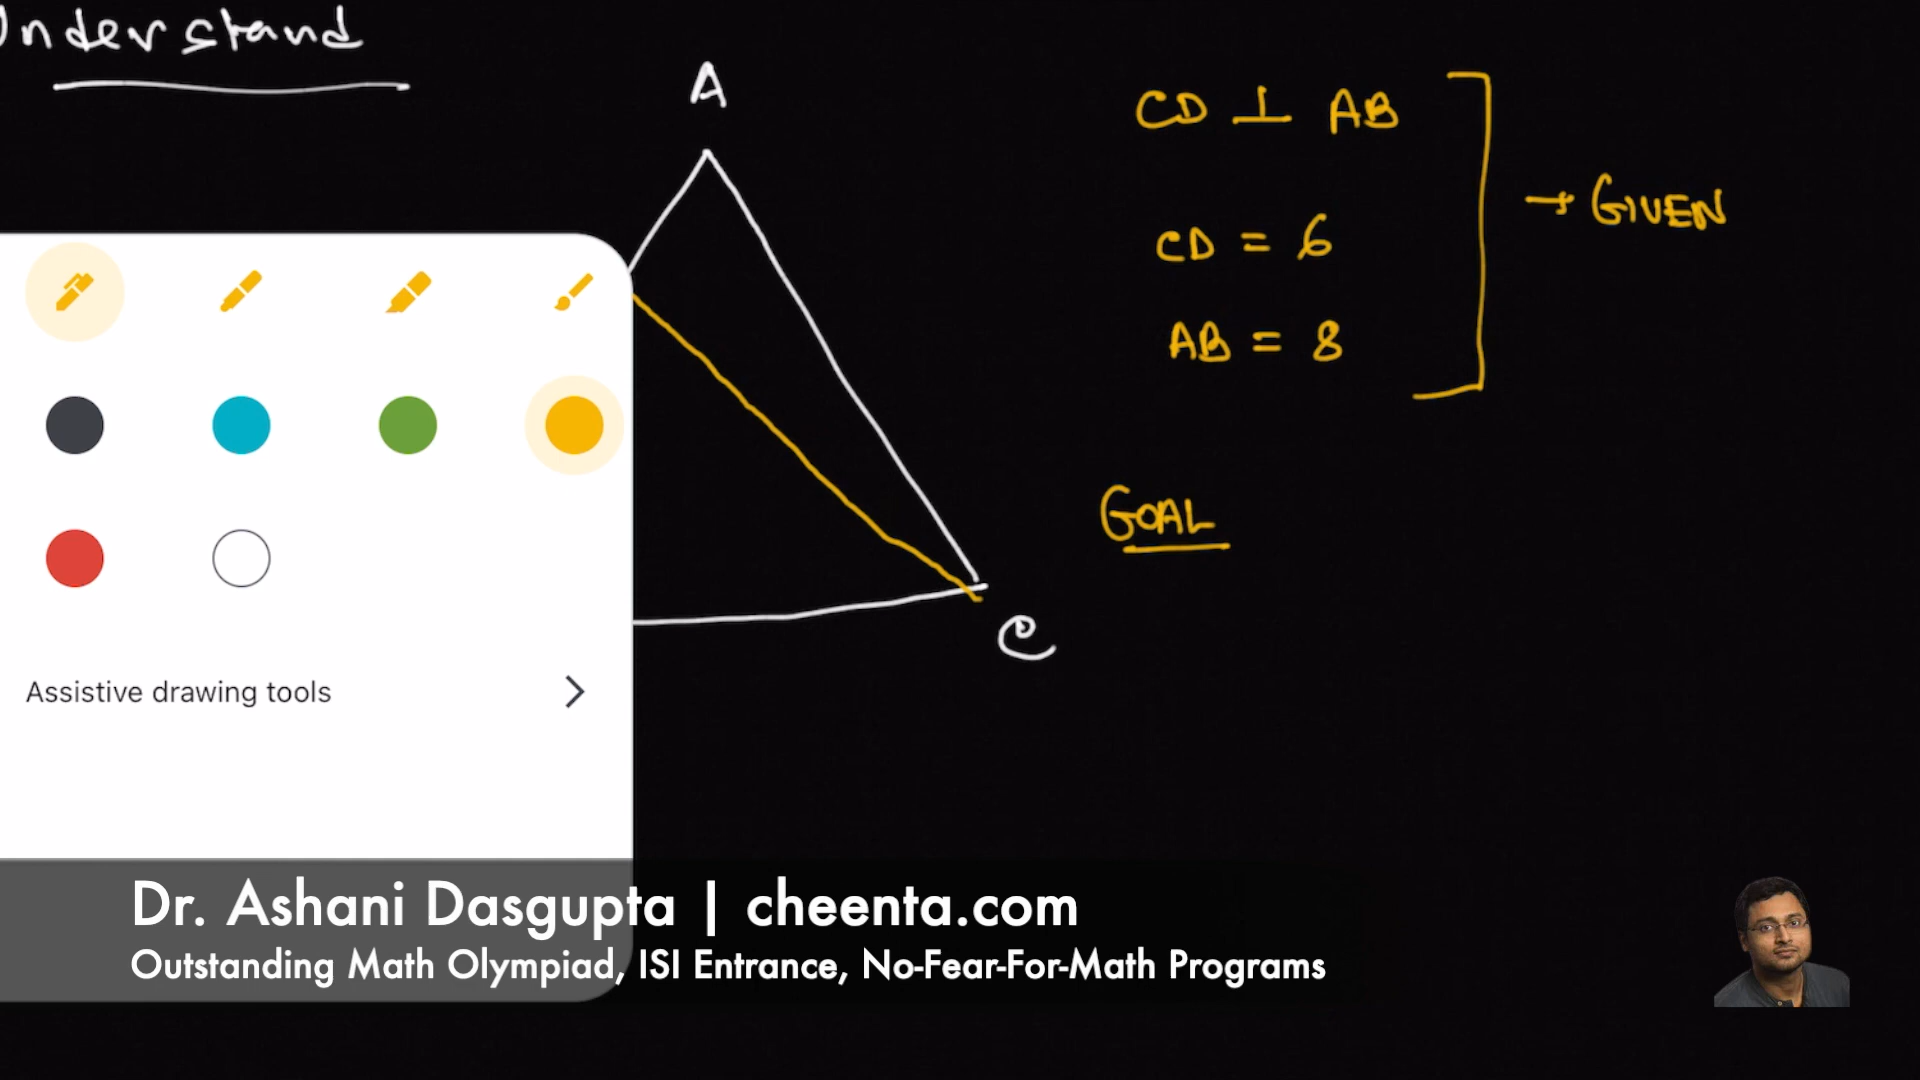 Understand
A
CD ⊥ AB
→ GIVEN
CD = 6
AB = 8
GOAL
C
Assistive drawing tools
Dr. Ashani Dasgupta | cheenta.com
Outstanding Math Olympiad, ISI Entrance, No-Fear-For-Math Programs